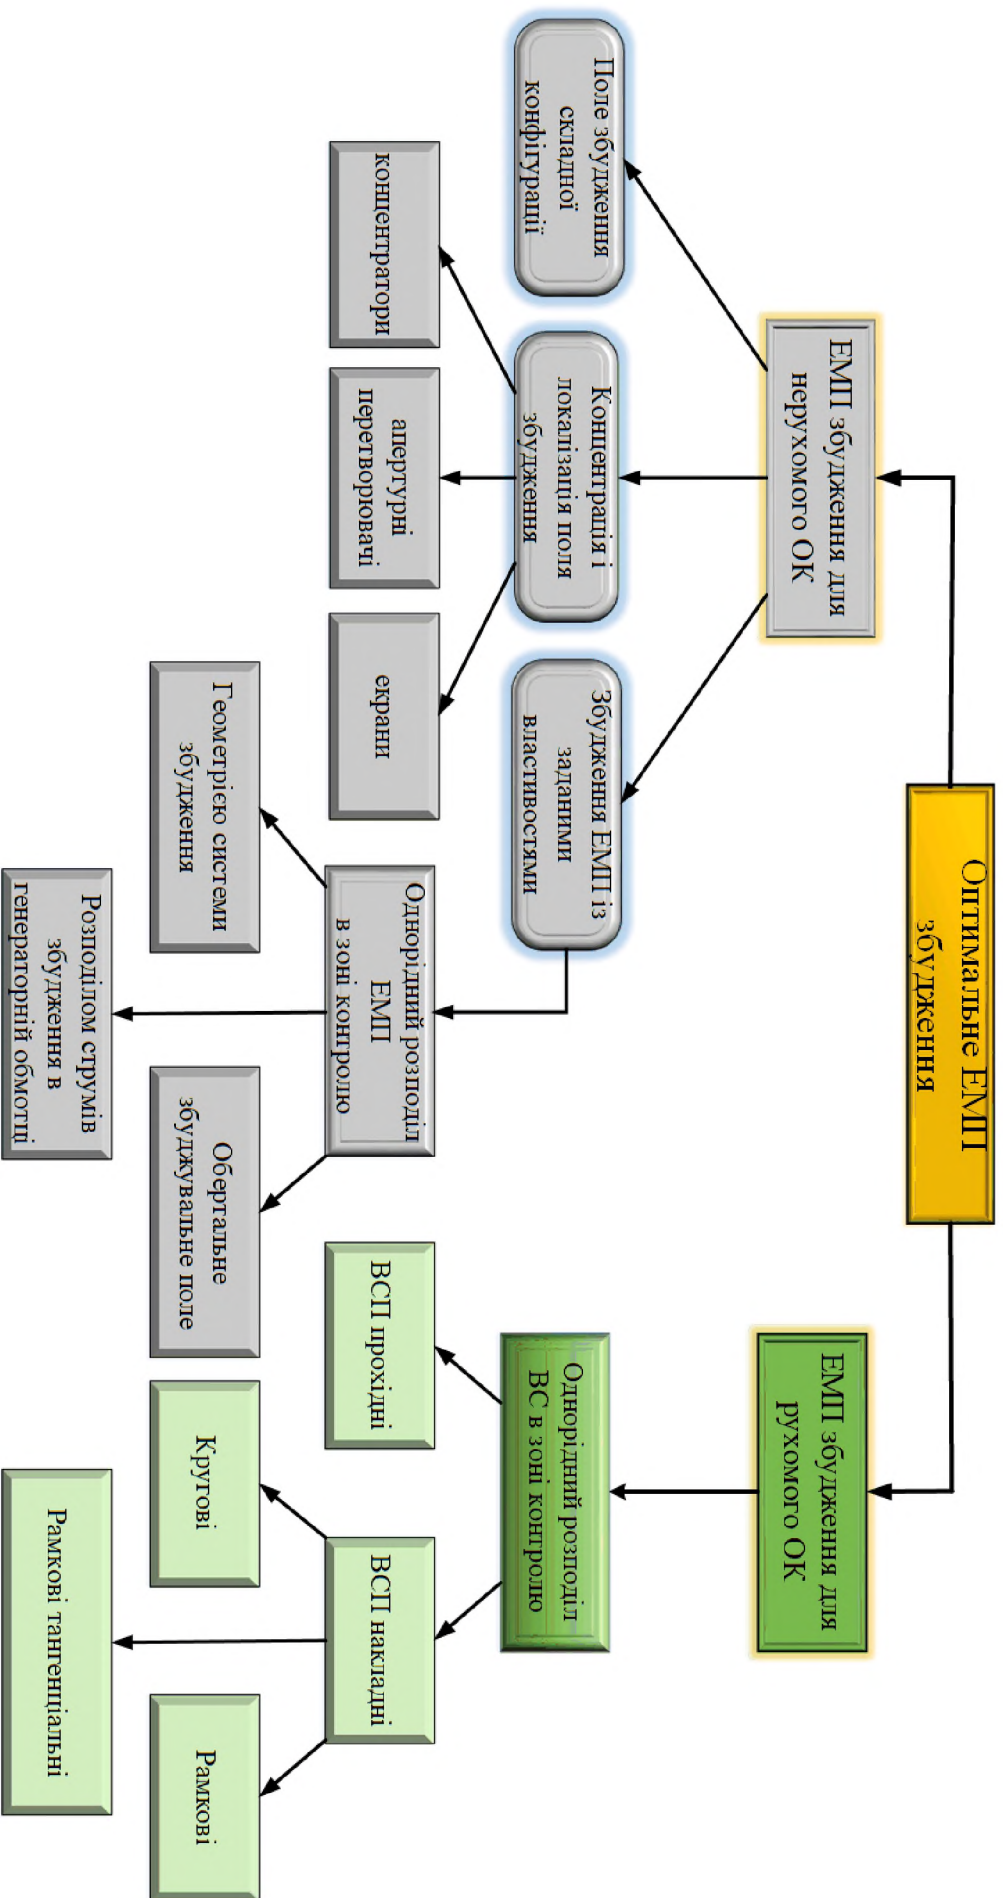 Оптимальне ЕМП
збудження
ЕМП збудження для
нерухомого ОК
ЕМП збудження для
рухомого ОК
Поле збудження
складної
конфігурації
Концентрація і
локалізація поля
збудження
Збудження ЕМП із
заданими
властивостями
Однорідний розподіл
ВС в зоні контролю
концентратори
апертурні
перетворювачі
екрани
Однорідний розподіл
ЕМП
в зоні контролю
ВСП прохідні
ВСП накладні
Геометрією системи
збудження
Обертальне
збуджувальне поле
Кругові
Рамкові
Розподілом струмів
збудження в
генераторній обмотці
Рамкові тангенціальні